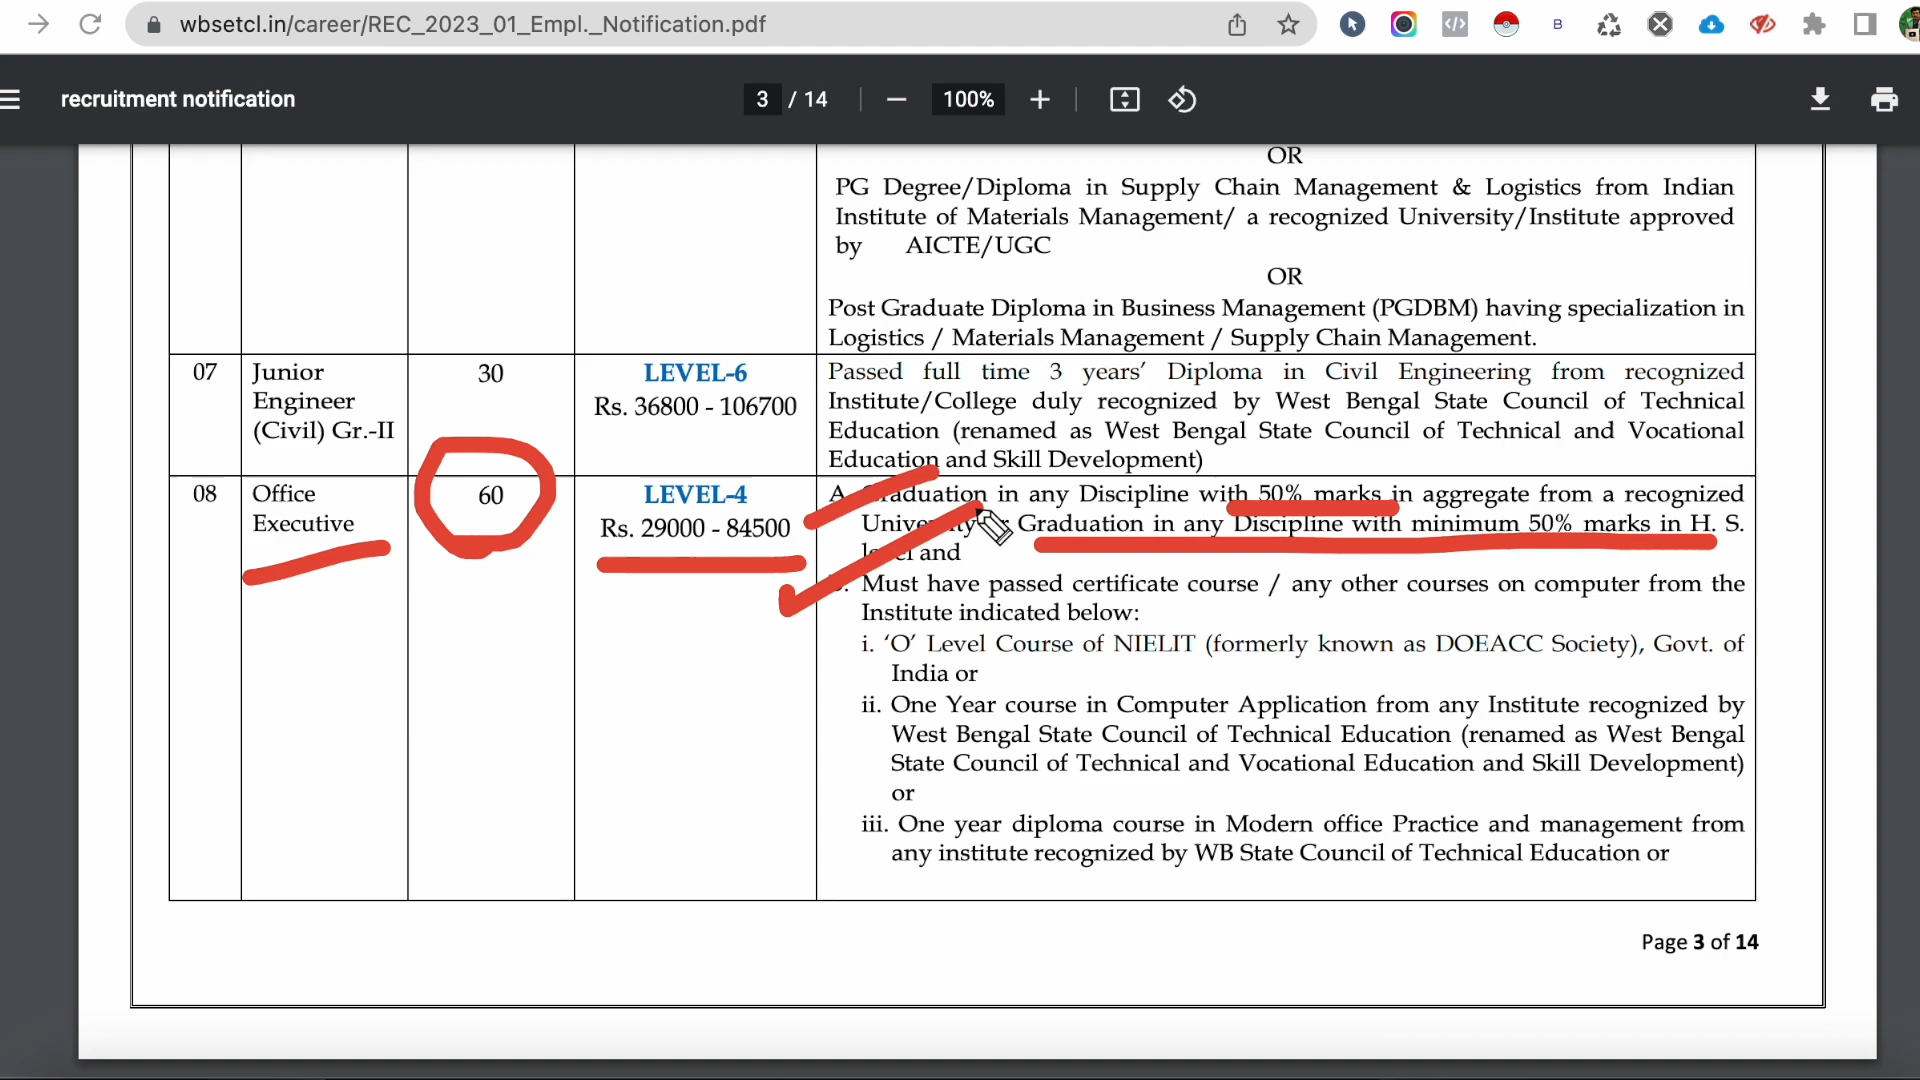 wbsetcl.in/career/REC_2023_01_Empl._Notification.pdf
B
recruitment notification
3 / 14
100%
OR
PG Degree/Diploma in Supply Chain Management & Logistics from Indian
Institute of Materials Management/ a recognized University/Institute approved
by AICTE/UGC
OR
Post Graduate Diploma in Business Management (PGDBM) having specialization in
Logistics / Materials Management / Supply Chain Management.
07
Junior
Engineer
(Civil) Gr.-II
30
LEVEL-6
Rs. 36800 - 106700
Passed full time 3 years’ Diploma in Civil Engineering from recognized
Institute/College duly recognized by West Bengal State Council of Technical
Education (renamed as West Bengal State Council of Technical and Vocational
Education and Skill Development)
08
Office
Executive
60
LEVEL-4
Rs. 29000 - 84500
A. Graduation in any Discipline with 50% marks in aggregate from a recognized
University Graduation in any Discipline with minimum 50% marks in H. S.
level and
Must have passed certificate course / any other courses on computer from the
Institute indicated below:
i. ‘O’ Level Course of NIELIT (formerly known as DOEACC Society), Govt. of
India or
ii. One Year course in Computer Application from any Institute recognized by
West Bengal State Council of Technical Education (renamed as West Bengal
State Council of Technical and Vocational Education and Skill Development)
or
iii. One year diploma course in Modern office Practice and management from
any institute recognized by WB State Council of Technical Education or
Page 3 of 14